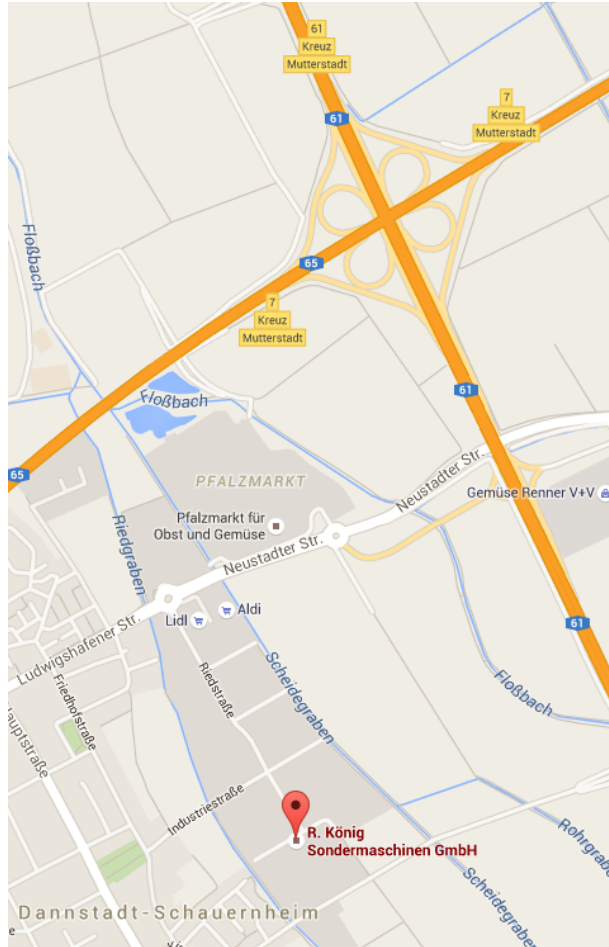 61
Kreuz
Mutterstadt
7
Kreuz
Mutterstadt
61
65
7
Kreuz
Mutterstadt
Floßbach
61
Floßbach
65
PFALZMARKT
Neustadter Str.
Gemüse Renner V+V
Pfalzmarkt für
Obst und Gemüse
Riedgraben
Neustadter Str.
Lidl
Aldi
61
Ludwigshafener Str.
Friedhofstraße
Hauptstraße
Riedstraße
Scheidegraben
Floßbach
Industriestraße
R. König
Sondermaschinen GmbH
Rohrgrabe
Scheidegraben
Dannstadt-Schauernheim